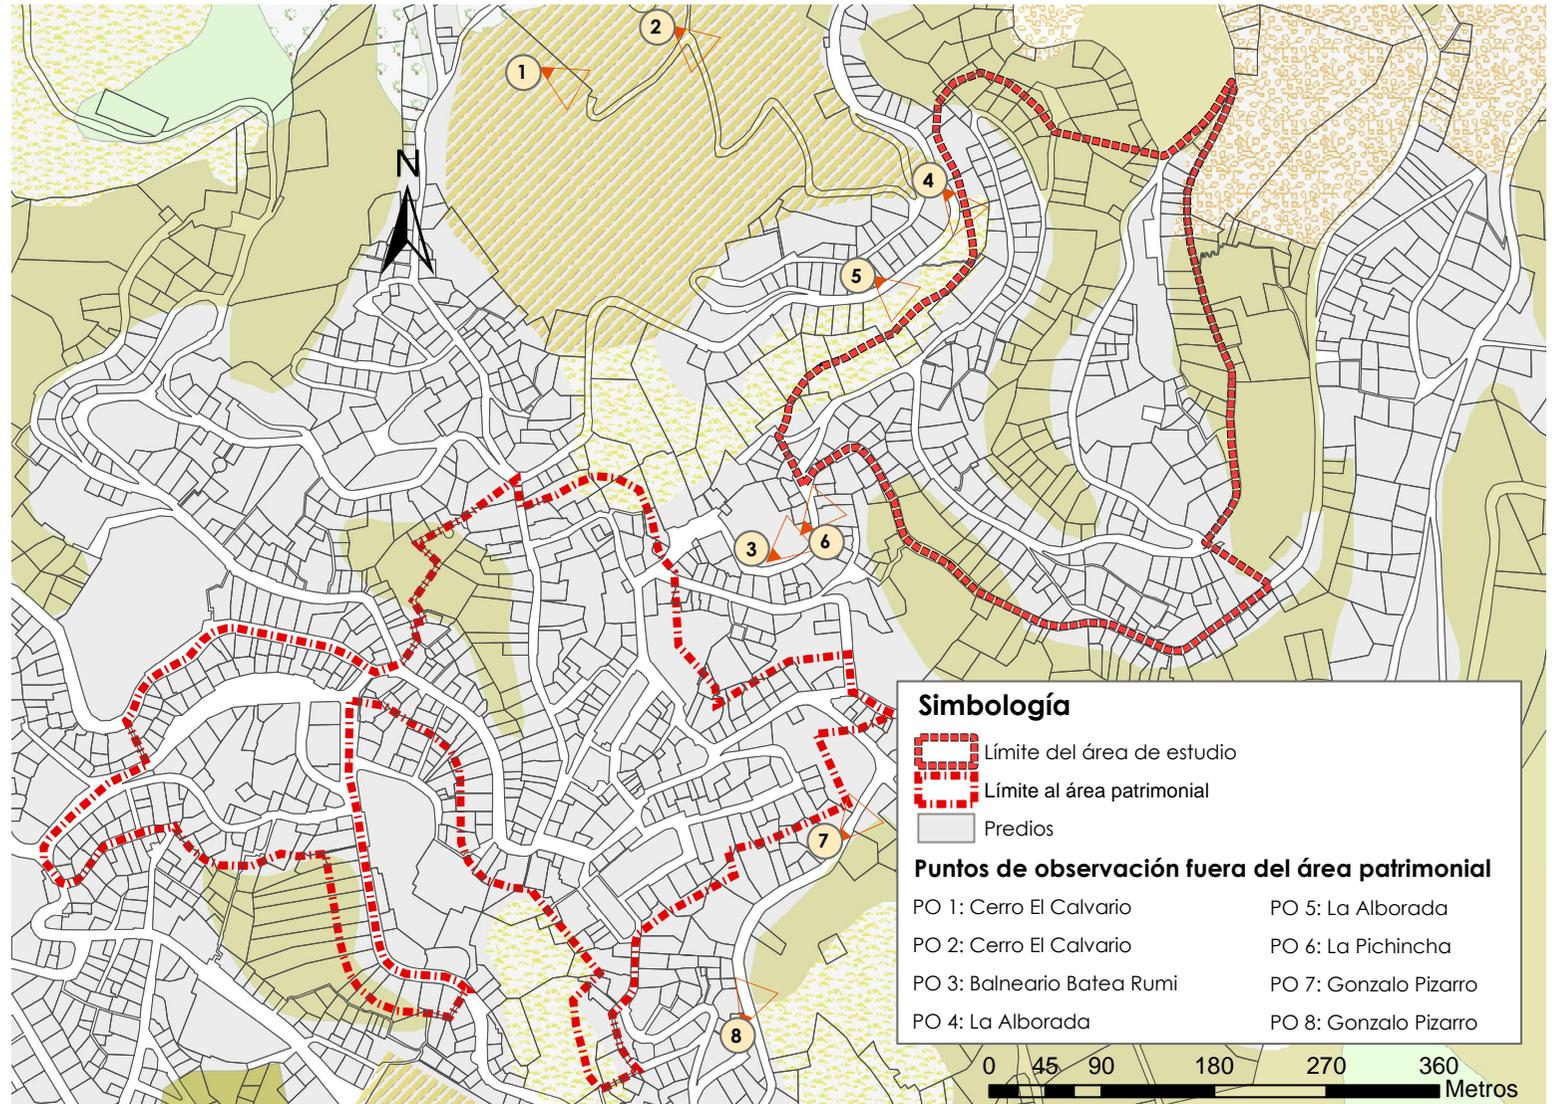 2
1
N
4
5
3
6
7
8
Simbología
Límite del área de estudio
Límite al área patrimonial
Predios
Puntos de observación fuera del área patrimonial
PO 1: Cerro El Calvario
PO 2: Cerro El Calvario
PO 3: Balneario Batea Rumi
PO 4: La Alborada
PO 5: La Alborada
PO 6: La Pichincha
PO 7: Gonzalo Pizarro
PO 8: Gonzalo Pizarro
0 45 90 180 270 360
Metros